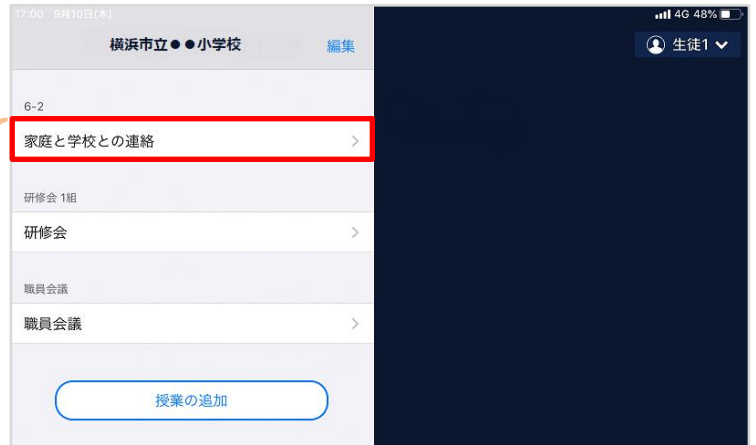 17:00 9月10日(木)
4G 48%
横浜市立●●小学校
編集
生徒1
6-2
家庭と学校との連絡
研修会 1組
研修会
職員会議
職員会議
授業の追加